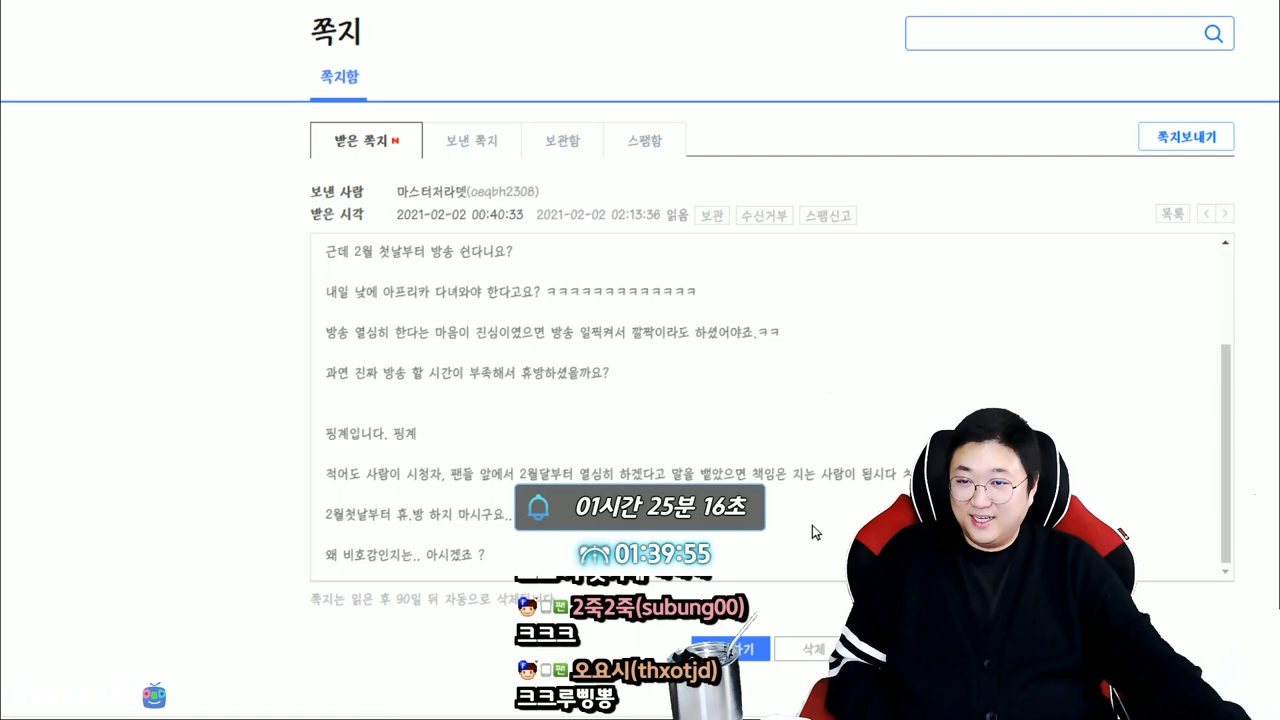 쪽지
쪽지함
받은 쪽지 N
보낸 쪽지
보관함
스팸함
쪽지보내기
보낸 사람 마스터저라뎃(oeqbh2308)
받은 시각 2021-02-02 00:40:33 2021-02-02 02:13:36 읽음 보관 수신거부 스팸신고
목록 < >
근데 2월 첫날부터 방송 쉰다니요?
내일 낮에 아프리카 다녀와야 한다고요? ㅋㅋㅋㅋㅋㅋㅋㅋㅋㅋㅋㅋㅋ
방송 열심히 한다는 마음이 진심이였으면 방송 일찍켜서 깔짝이라도 하셨어야죠.ㅋㅋ
과연 진짜 방송 할 시간이 부족해서 휴방하셨을까요?
핑계입니다. 핑계
적어도 사람이 시청자, 팬들 앞에서 2월달부터 열심히 하겠다고 말을 뱉았으면 책임은 지는 사람이 됩시다
2월첫날부터 휴.방 하지 마시구요..
왜 비호감인지는.. 아시겠죠 ?
01시간 25분 16초
01:39:55
쪽지는 읽은 후 90일 뒤 자동으로 삭제됩니다.
2죽2죽(subung00)
크크크
삭제
오요시(thxotjd)
크크루삥뽕